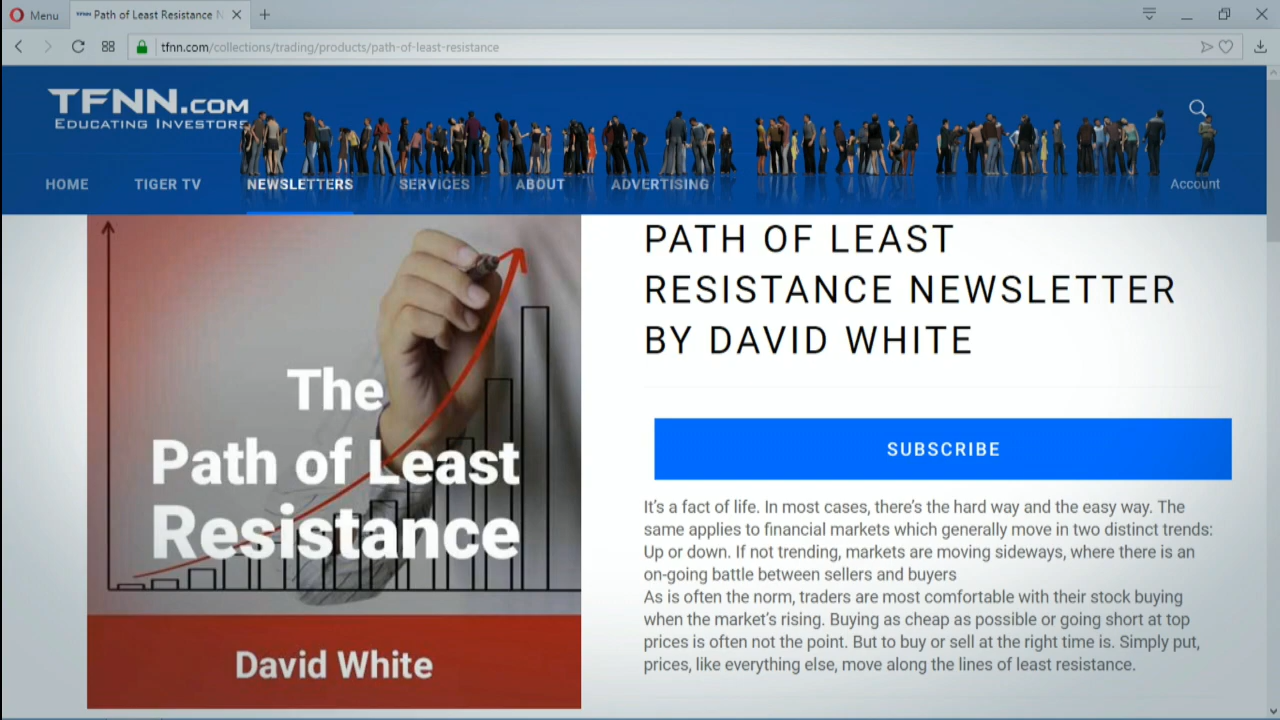 Menu
Path of Least Resistance N
tfnn.com/collections/trading/products/path-of-least-resistance
TFNN.COM
EDUCATING INVESTORS
HOME TIGER TV NEWSLETTERS SERVICES ABOUT ADVERTISING Account
The
Path of Least
Resistance
David White
PATH OF LEAST
RESISTANCE NEWSLETTER
BY DAVID WHITE
SUBSCRIBE
It's a fact of life. In most cases, there's the hard way and the easy way. The
same applies to financial markets which generally move in two distinct trends:
Up or down. If not trending, markets are moving sideways, where there is an
on-going battle between sellers and buyers
As is often the norm, traders are most comfortable with their stock buying
when the market's rising. Buying as cheap as possible or going short at top
prices is often not the point. But to buy or sell at the right time is. Simply put,
prices, like everything else, move along the lines of least resistance.